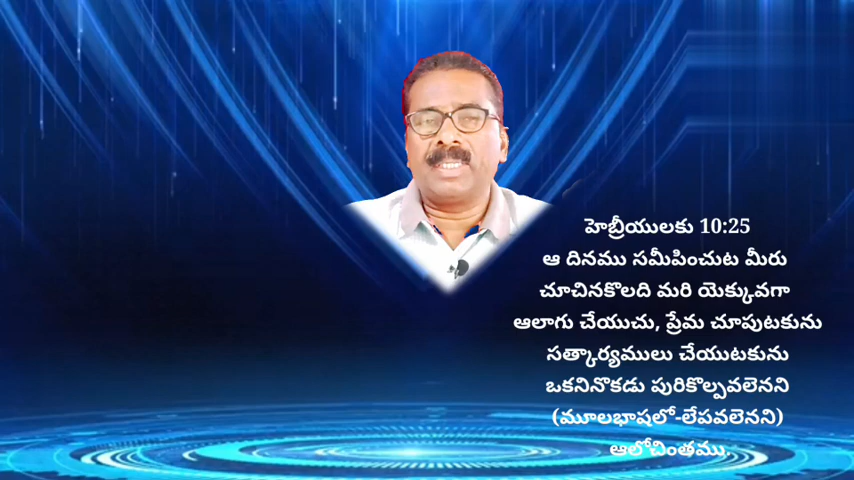 హెబ్రీయులకు 10:25
ఆ దినము సమీపించుట మీరు
చూచినకొలది మరి యెక్కువగా
ఆలాగు చేయుచు, ప్రేమ చూపుటకును
సత్కార్యములు చేయుటకును
ఒకనినొకడు పురికొల్పవలెనని
(మూలభాషలో-లేపవలెనని)
ఆలోచింతము.